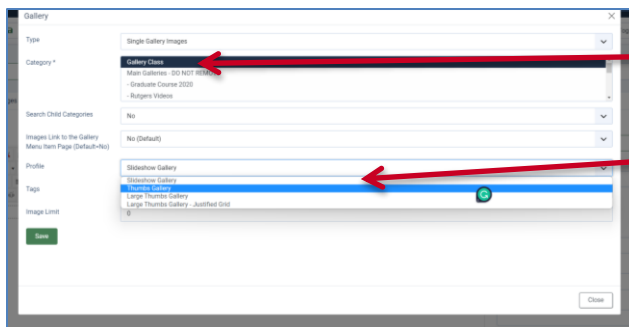 Gallery
Type
Single Gallery Images
Category *
Gallery Class
Main Galleries - DO NOT REMOVE
- Graduate Course 2020
- Rutgers Videos
Search Child Categories
No
Images Link to the Gallery
Menu Item Page (Default=No)
No (Default)
Profile
Slideshow Gallery
Slideshow Gallery
Thumbs Gallery
Large Thumbs Gallery
Large Thumbs Gallery - Justified Grid
Tags
Image Limit
0
Save
Close